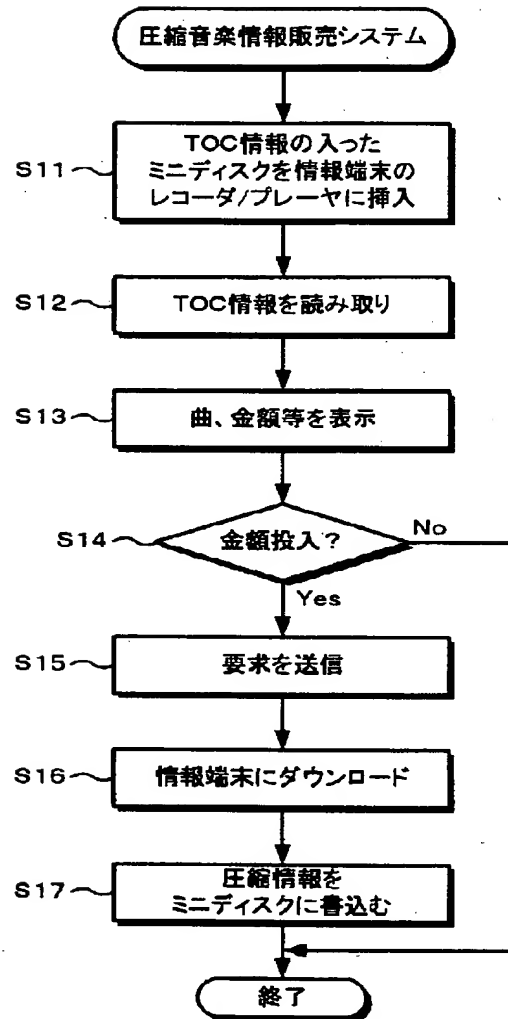 圧縮音楽情報販売システム
S11
TOC情報の入った
ミニディスクを情報端末の
レコーダ/プレーヤに挿入
S12
TOC情報を読み取り
S13
曲、金額等を表示
S14
金額投入?
No
Yes
S15
要求を送信
S16
情報端末にダウンロード
S17
圧縮情報を
ミニディスクに書込む
終了